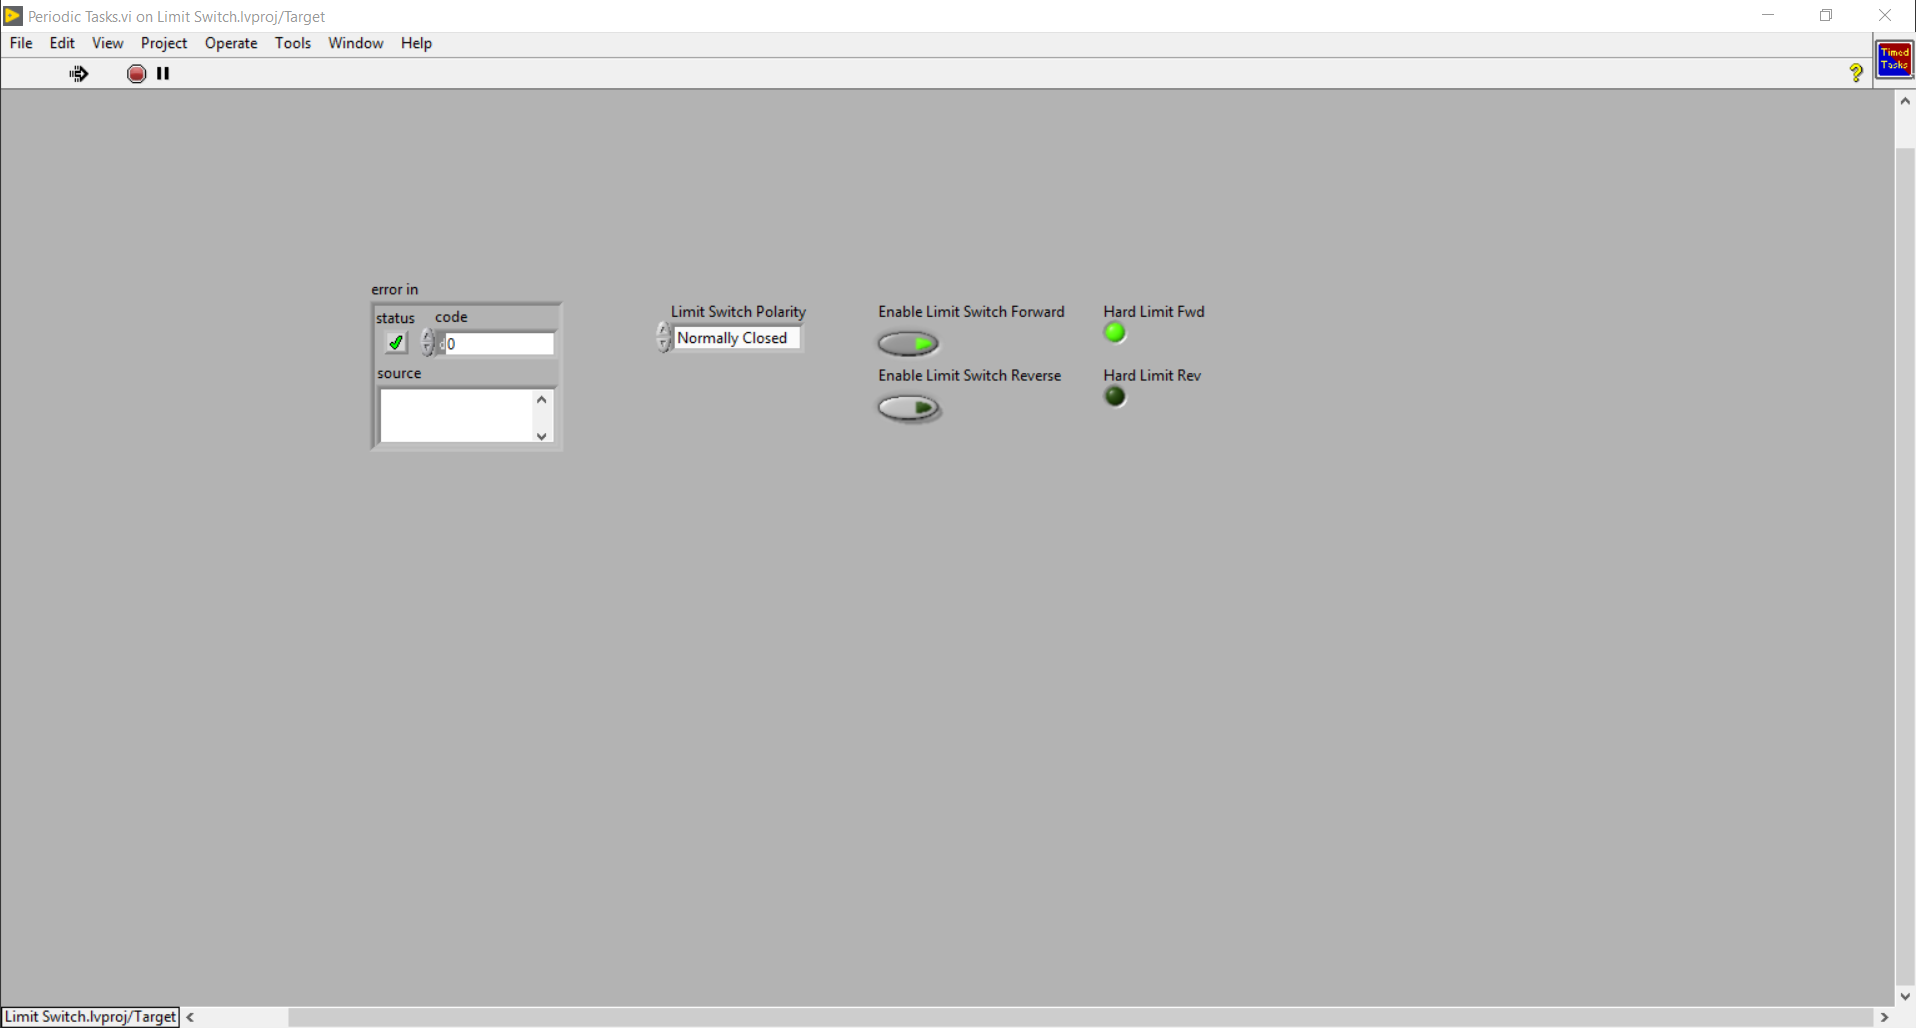 Periodic Tasks.vi on Limit Switch.lvproj/Target
File Edit View Project Operate Tools Window Help
?
Timed
Tasks
error in
status code
0
source
Limit Switch Polarity
Normally Closed
Enable Limit Switch Forward
Hard Limit Fwd
Enable Limit Switch Reverse
Hard Limit Rev
Limit Switch.lvproj/Target